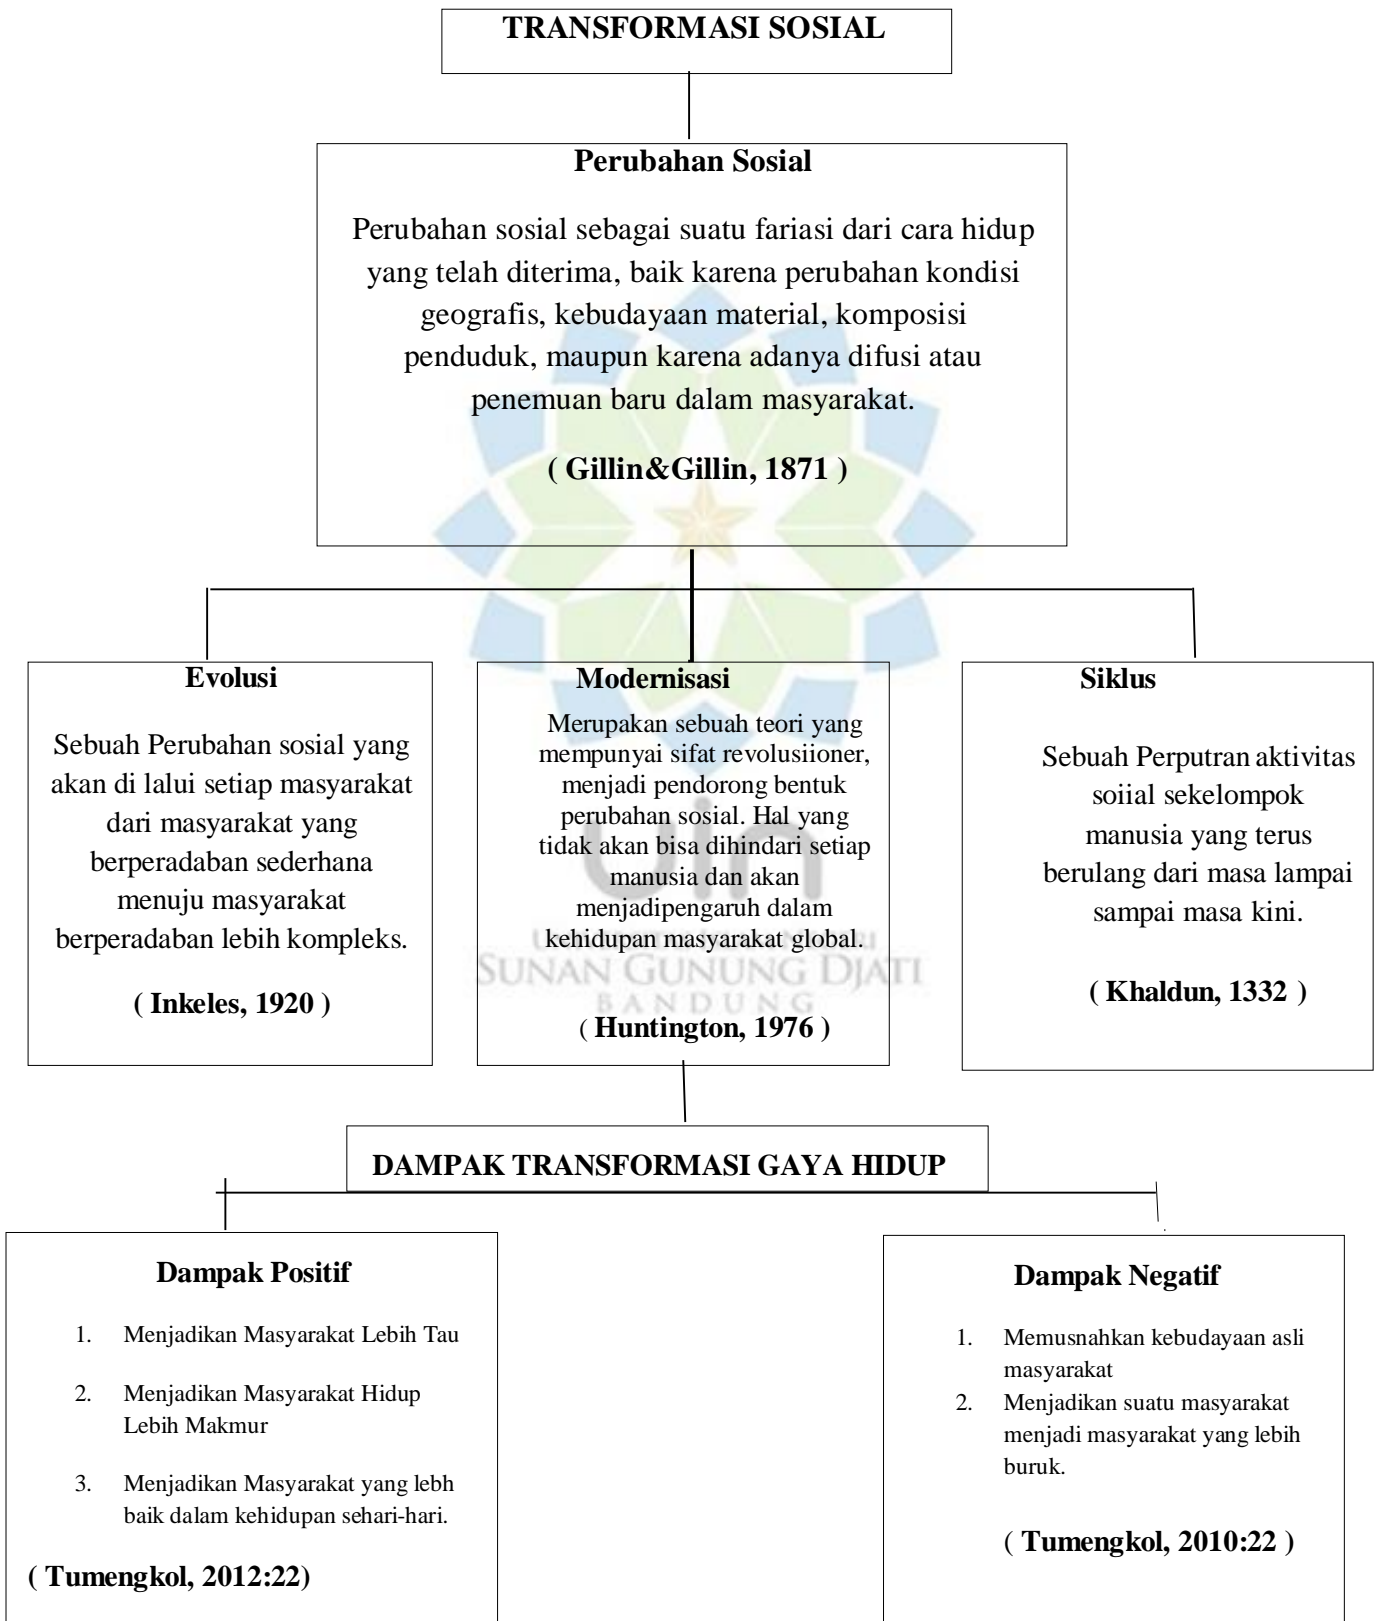 TRANSFORMASI SOSIAL
Perubahan Sosial
Perubahan sosial sebagai suatu fariasi dari cara hidup
yang telah diterima, baik karena perubahan kondisi
geografis, kebudayaan material, komposisi
penduduk, maupun karena adanya difusi atau
penemuan baru dalam masyarakat.
( Gillin&Gillin, 1871 )
Evolusi
Sebuah Perubahan sosial yang
akan di lalui setiap masyarakat
dari masyarakat yang
berperadaban sederhana
menuju masyarakat
berperadaban lebih kompleks.
( Inkeles, 1920 )
Modernisasi
Merupakan sebuah teori yang
mempunyai sifat revolusiioner,
menjadi pendorong bentuk
perubahan sosial. Hal yang
tidak akan bisa dihindari setiap
manusia dan akan
menjadipengaruh dalam
kehidupan masyarakat global.
( Huntington, 1976 )
Siklus
Sebuah Perputran aktivitas
soiial sekelompok
manusia yang terus
berulang dari masa lampai
sampai masa kini.
( Khaldun, 1332 )
uin
SUNAN GUNUNG DJATI
BANDUNG
DAMPAK TRANSFORMASI GAYA HIDUP
Dampak Positif
1. Menjadikan Masyarakat Lebih Tau
2. Menjadikan Masyarakat Hidup
Lebih Makmur
3. Menjadikan Masyarakat yang lebh
baik dalam kehidupan sehari-hari.
( Tumengkol, 2012:22)
Dampak Negatif
1. Memusnahkan kebudayaan asli
masyarakat
2. Menjadikan suatu masyarakat
menjadi masyarakat yang lebih
buruk.
( Tumengkol, 2010:22 )